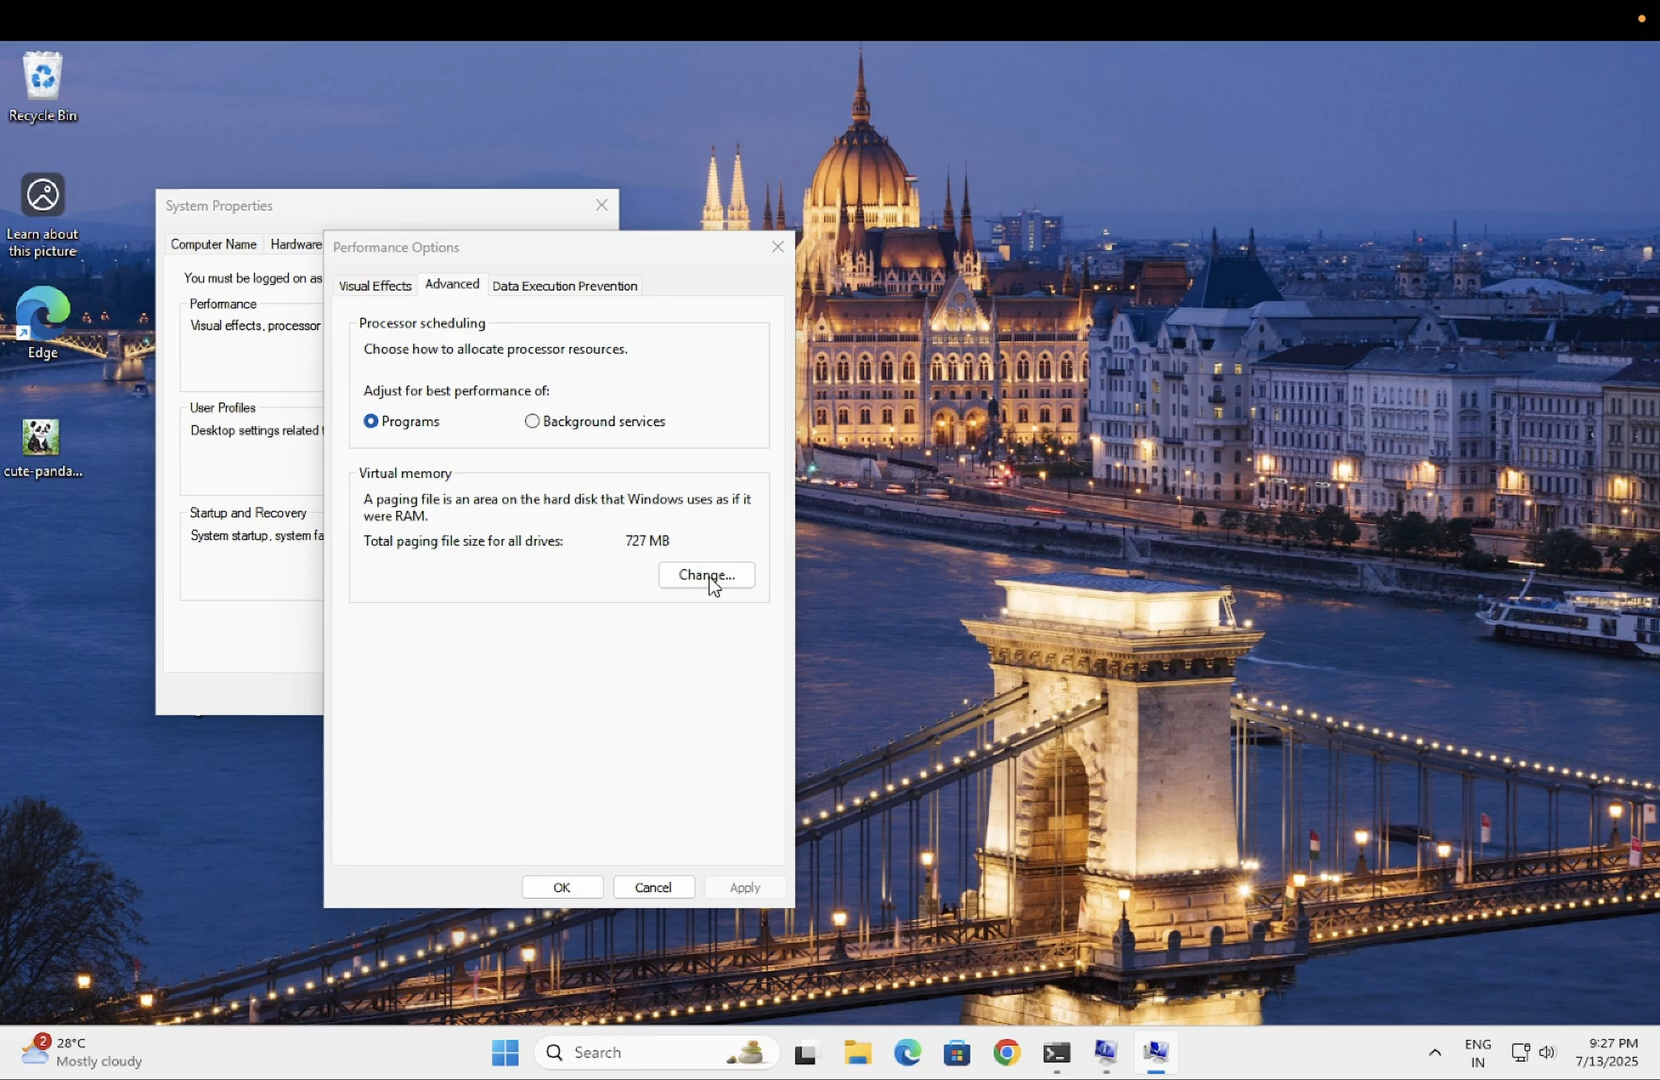 Recycle Bin
Learn about
this picture
Edge
cute-panda...
System Properties
Computer Name
Hardware
You must be logged on as
Performance
Visual effects, processor
User Profiles
Desktop settings related
Startup and Recovery
System startup, system fa
Performance Options
Visual Effects
Advanced
Data Execution Prevention
Processor scheduling
Choose how to allocate processor resources.
Adjust for best performance of:
Programs
Background services
Virtual memory
A paging file is an area on the hard disk that Windows uses as if it
were RAM.
Total paging file size for all drives:
727 MB
Change...
OK
Cancel
Apply
2
28°C
Mostly cloudy
Search
ENG
IN
9:27 PM
7/13/2025